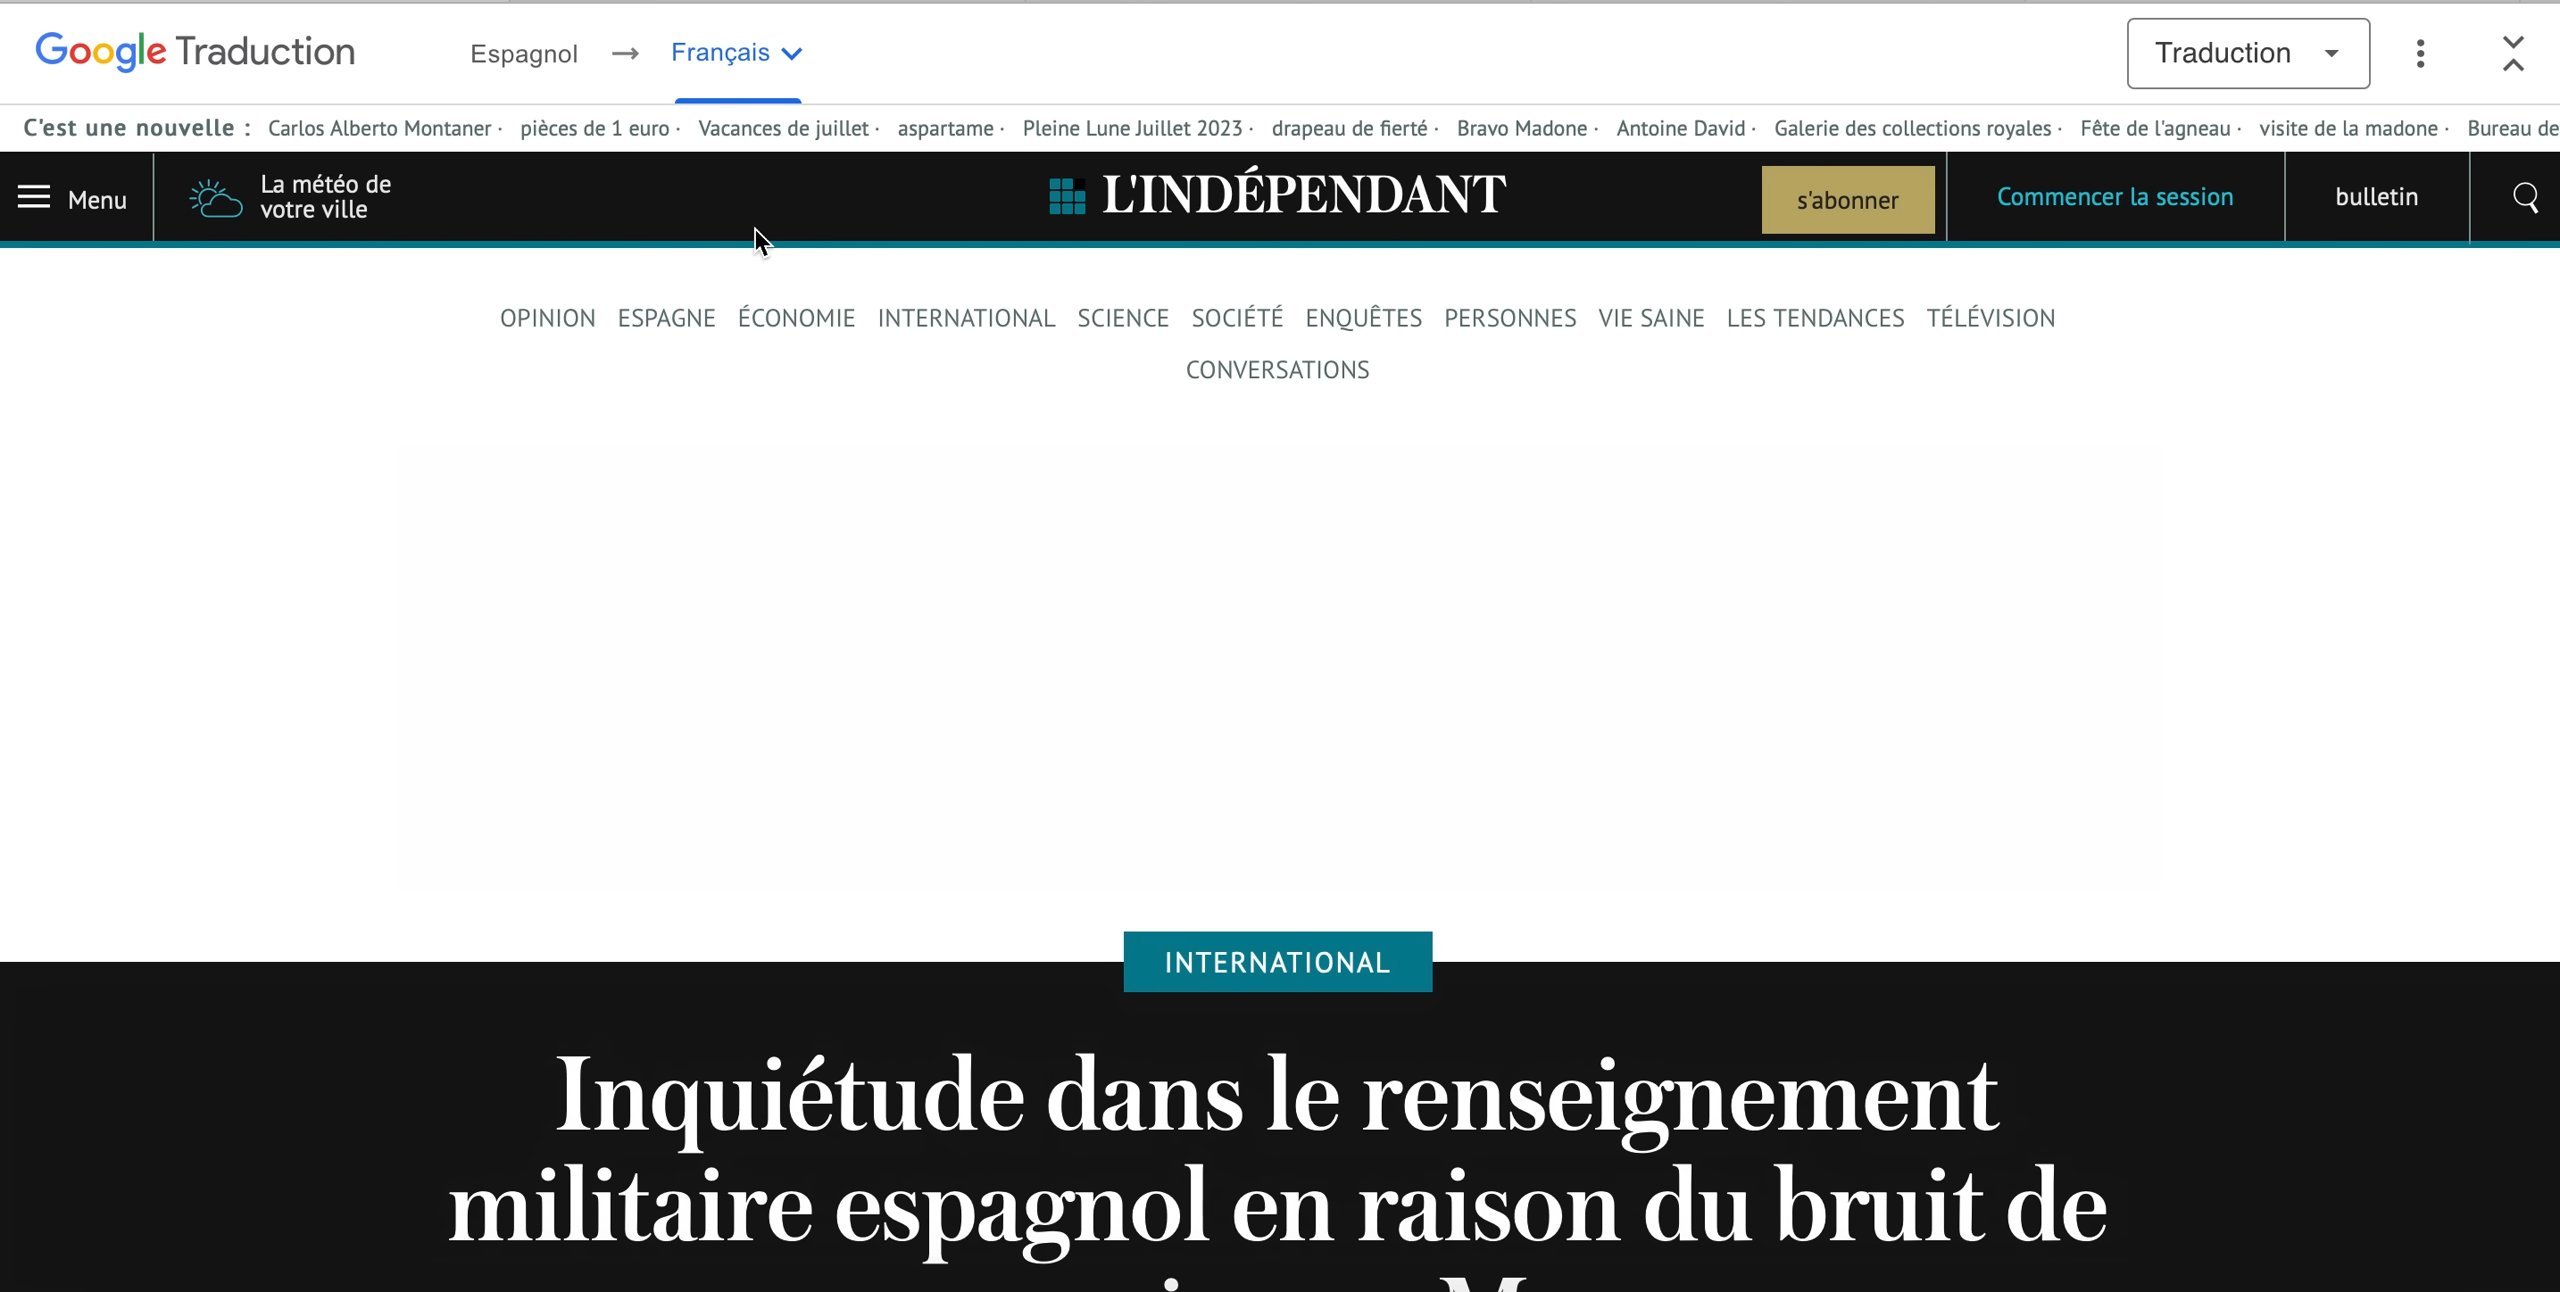 Google Traduction
Espagnol → Français
Traduction
C'est une nouvelle : Carlos Alberto Montaner · pièces de 1 euro · Vacances de juillet · aspartame · Pleine Lune Juillet 2023 · drapeau de fierté · Bravo Madone · Antoine David · Galerie des collections royales · Fête de l'agneau · visite de la madone · Bureau de
Menu
La météo de
votre ville
L'INDÉPENDANT
s'abonner
Commencer la session
bulletin
OPINION ESPAGNE ÉCONOMIE INTERNATIONAL SCIENCE SOCIÉTÉ ENQUÊTES PERSONNES VIE SAINE LES TENDANCES TÉLÉVISION
CONVERSATIONS
INTERNATIONAL
Inquiétude dans le renseignement
militaire espagnol en raison du bruit de